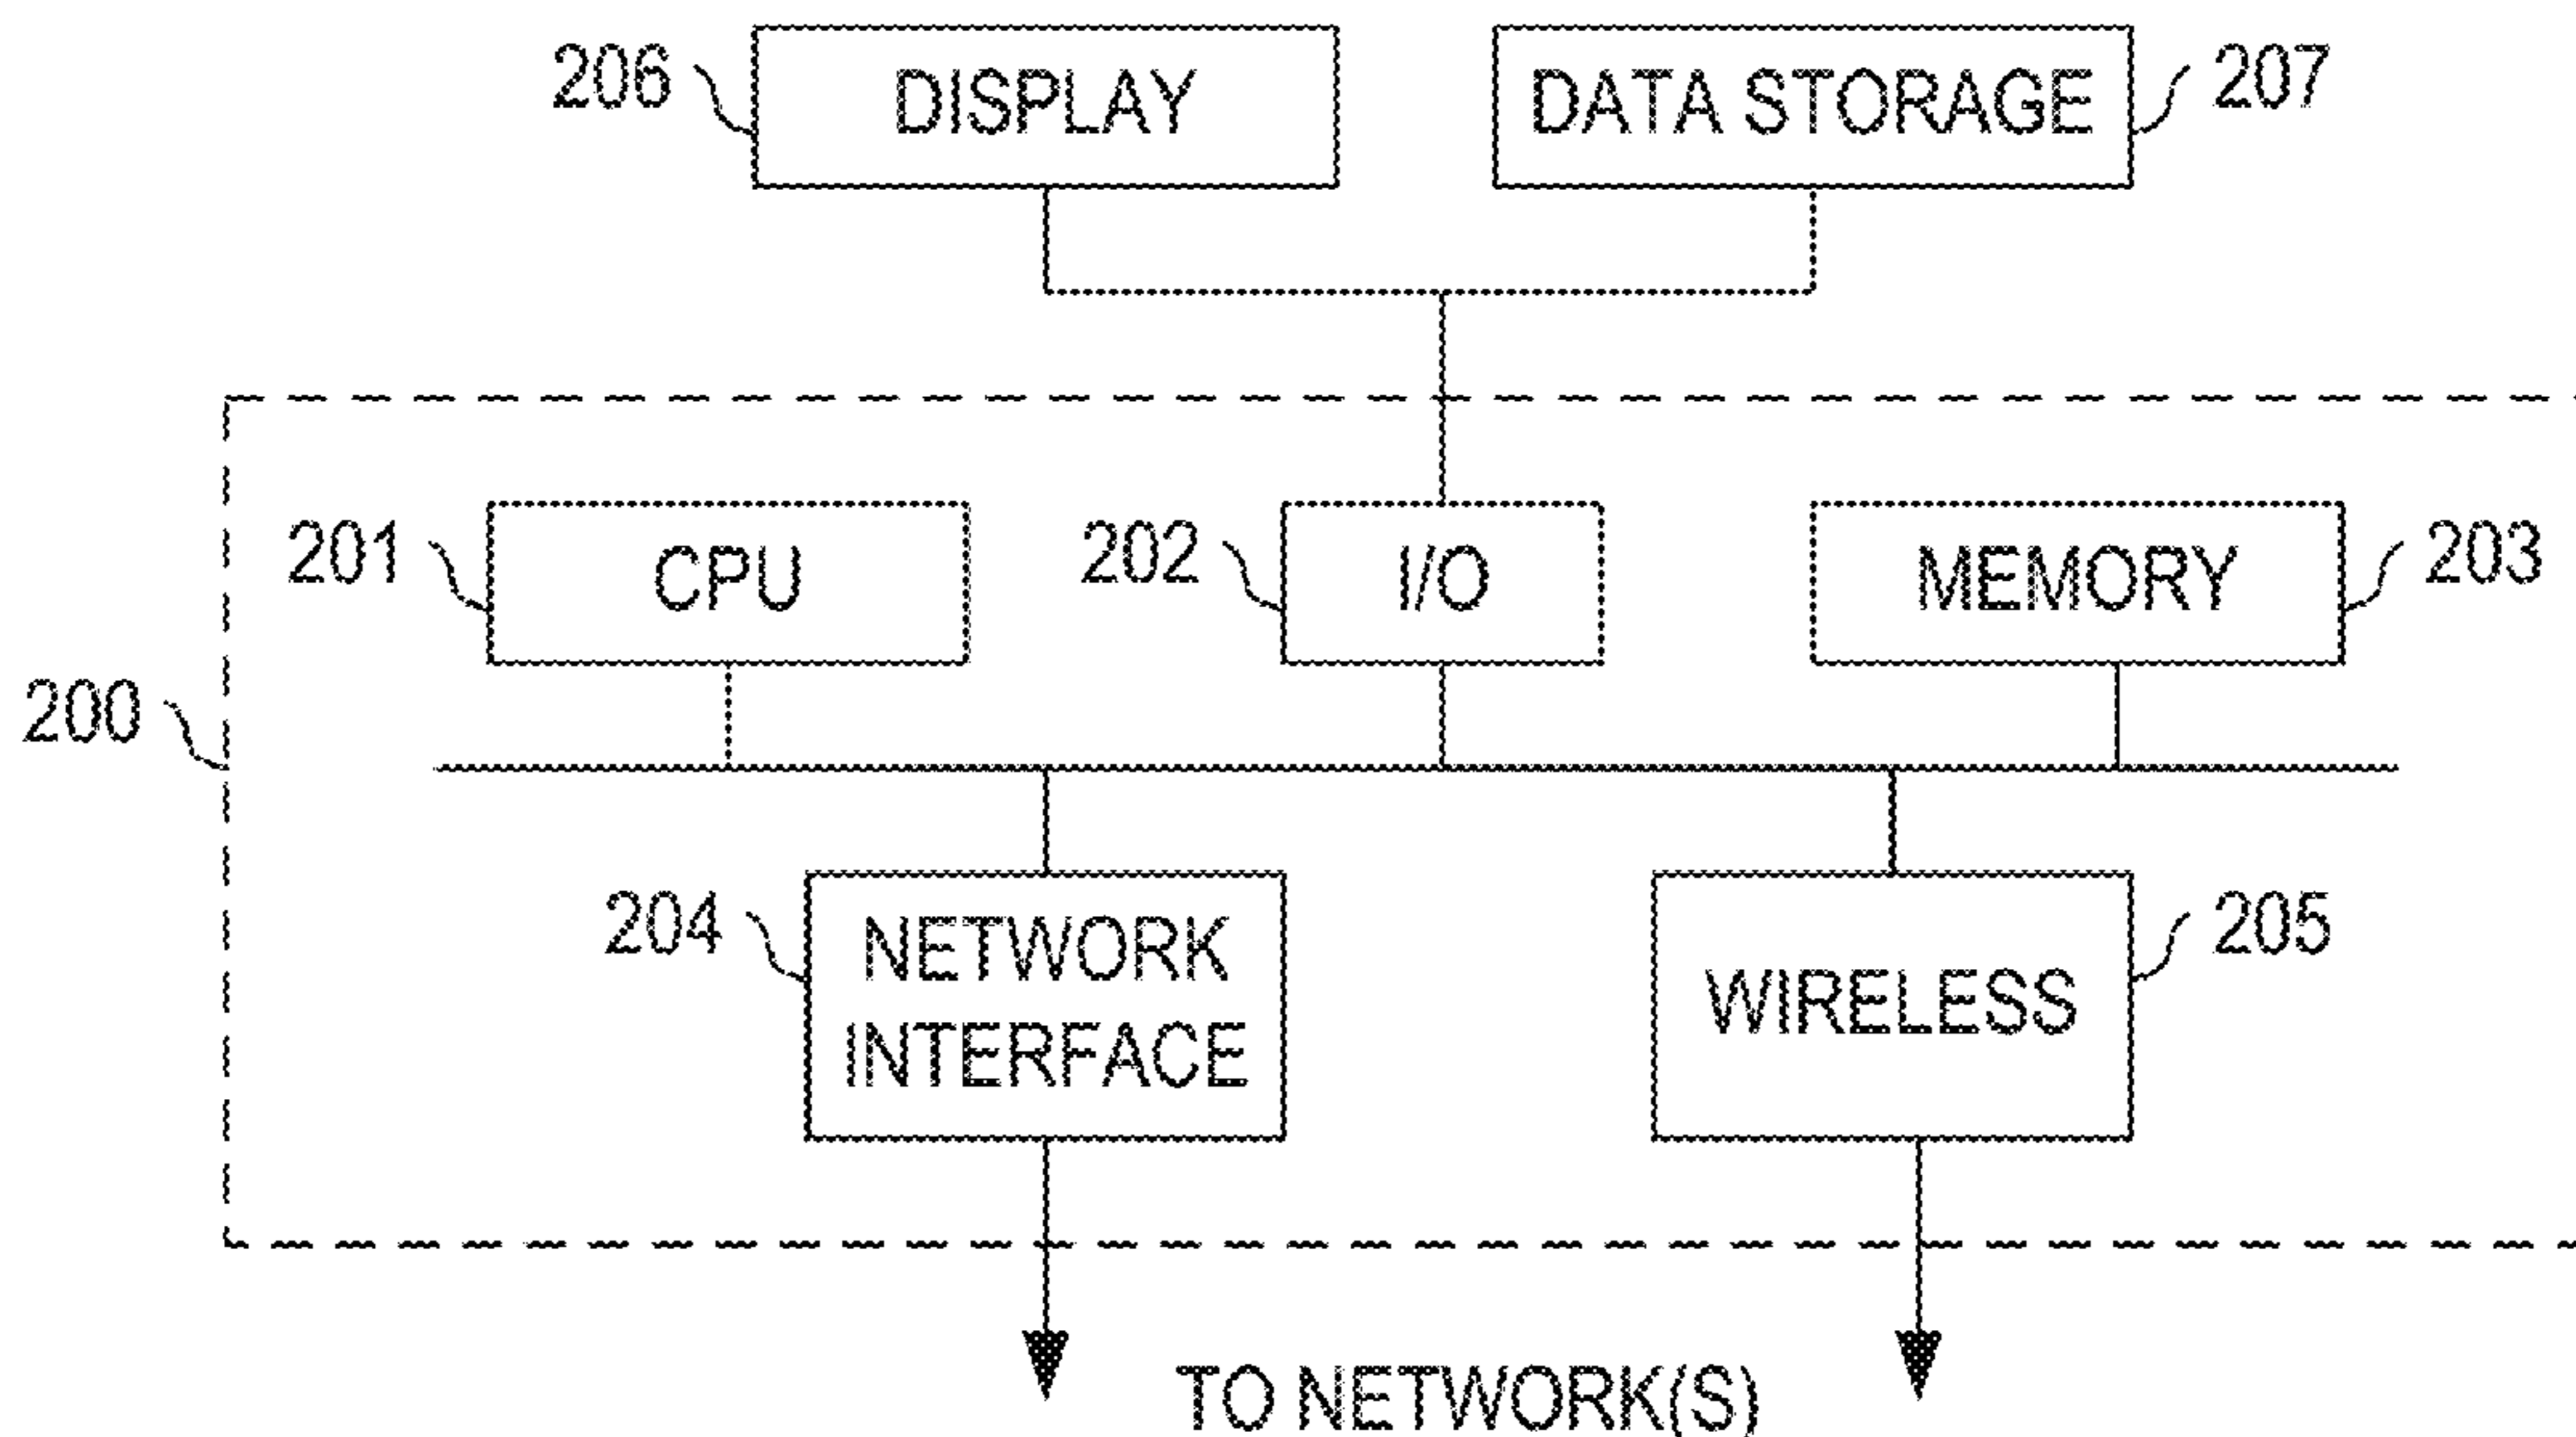 206 DISPLAY DATA STORAGE 207
201 CPU 202 I/O MEMORY 203
200
204 NETWORK INTERFACE WIRELESS 205
TO NETWORK(S)